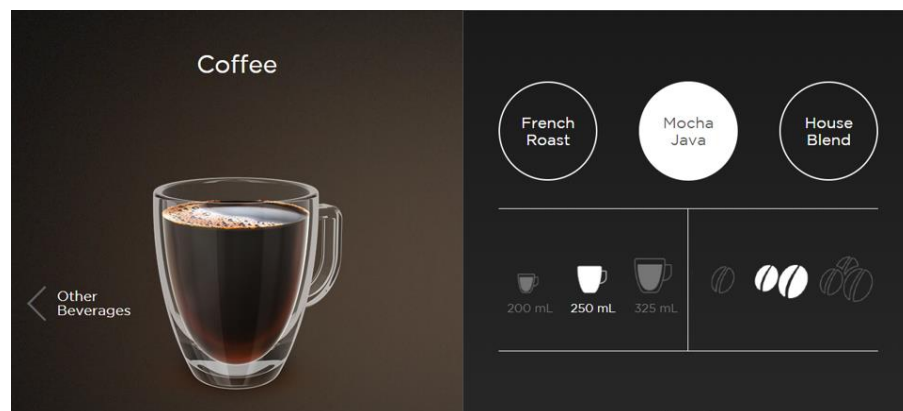 Coffee
Other
Beverages
French
Roast
Mocha
Java
House
Blend
200 mL
250 mL
325 mL